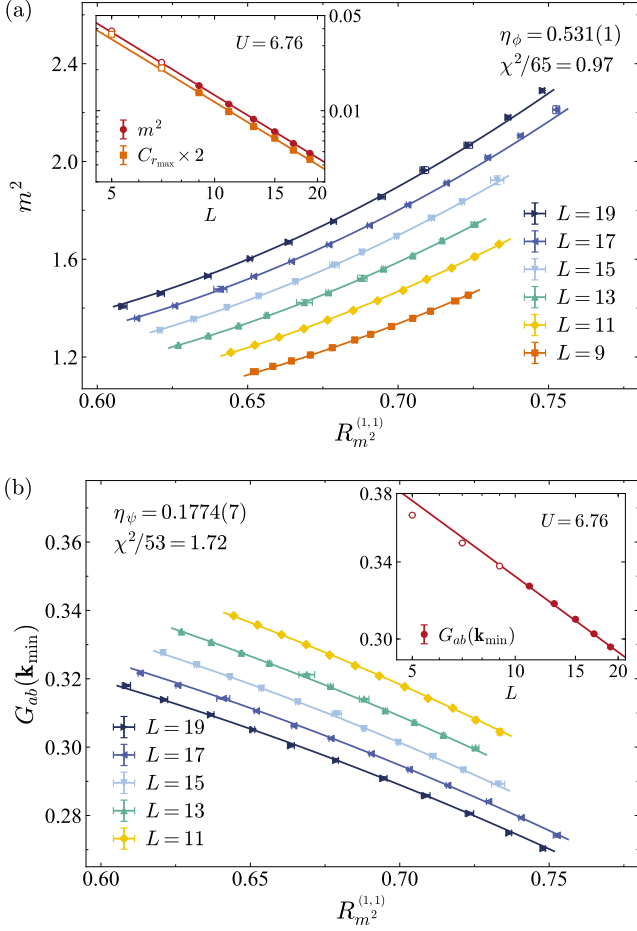 (a)
U = 6.76
m²
C_{r_max} × 2
0.05
0.01
5
10
15
20
L
η_ϕ = 0.531(1)
χ²/65 = 0.97
2.4
2.0
1.6
1.2
m²
L = 19
L = 17
L = 15
L = 13
L = 11
L = 9
0.60
0.65
0.70
0.75
R_{m²}^{(1,1)}
(b)
η_ψ = 0.1774(7)
χ²/53 = 1.72
0.36
0.34
0.32
0.30
0.28
G_{ab}(k_min)
0.38
0.34
0.30
U = 6.76
G_{ab}(k_min)
5
10
15
20
L
L = 19
L = 17
L = 15
L = 13
L = 11
0.60
0.65
0.70
0.75
R_{m²}^{(1,1)}